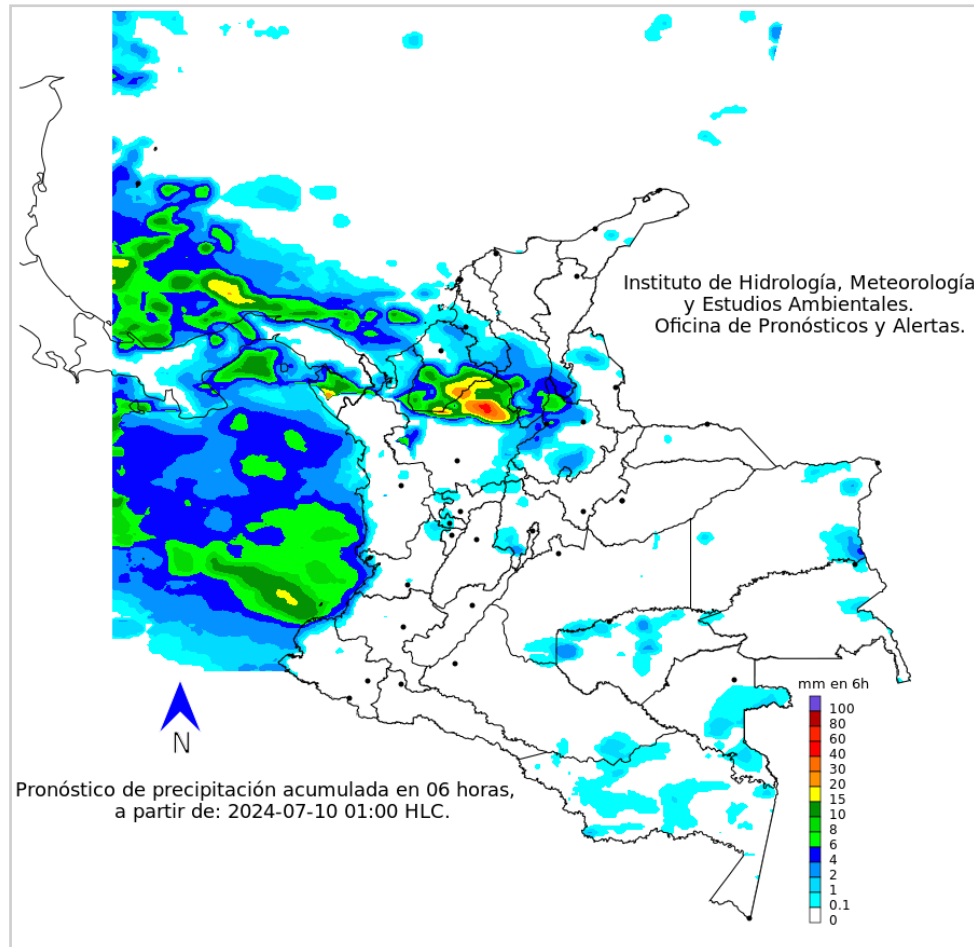 Instituto de Hidrología, Meteorología
y Estudios Ambientales.
Oficina de Pronósticos y Alertas.
mm en 6h
100
80
60
40
30
20
15
10
8
6
4
2
1
0.1
0
N
Pronóstico de precipitación acumulada en 06 horas,
a partir de: 2024-07-10 01:00 HLC.